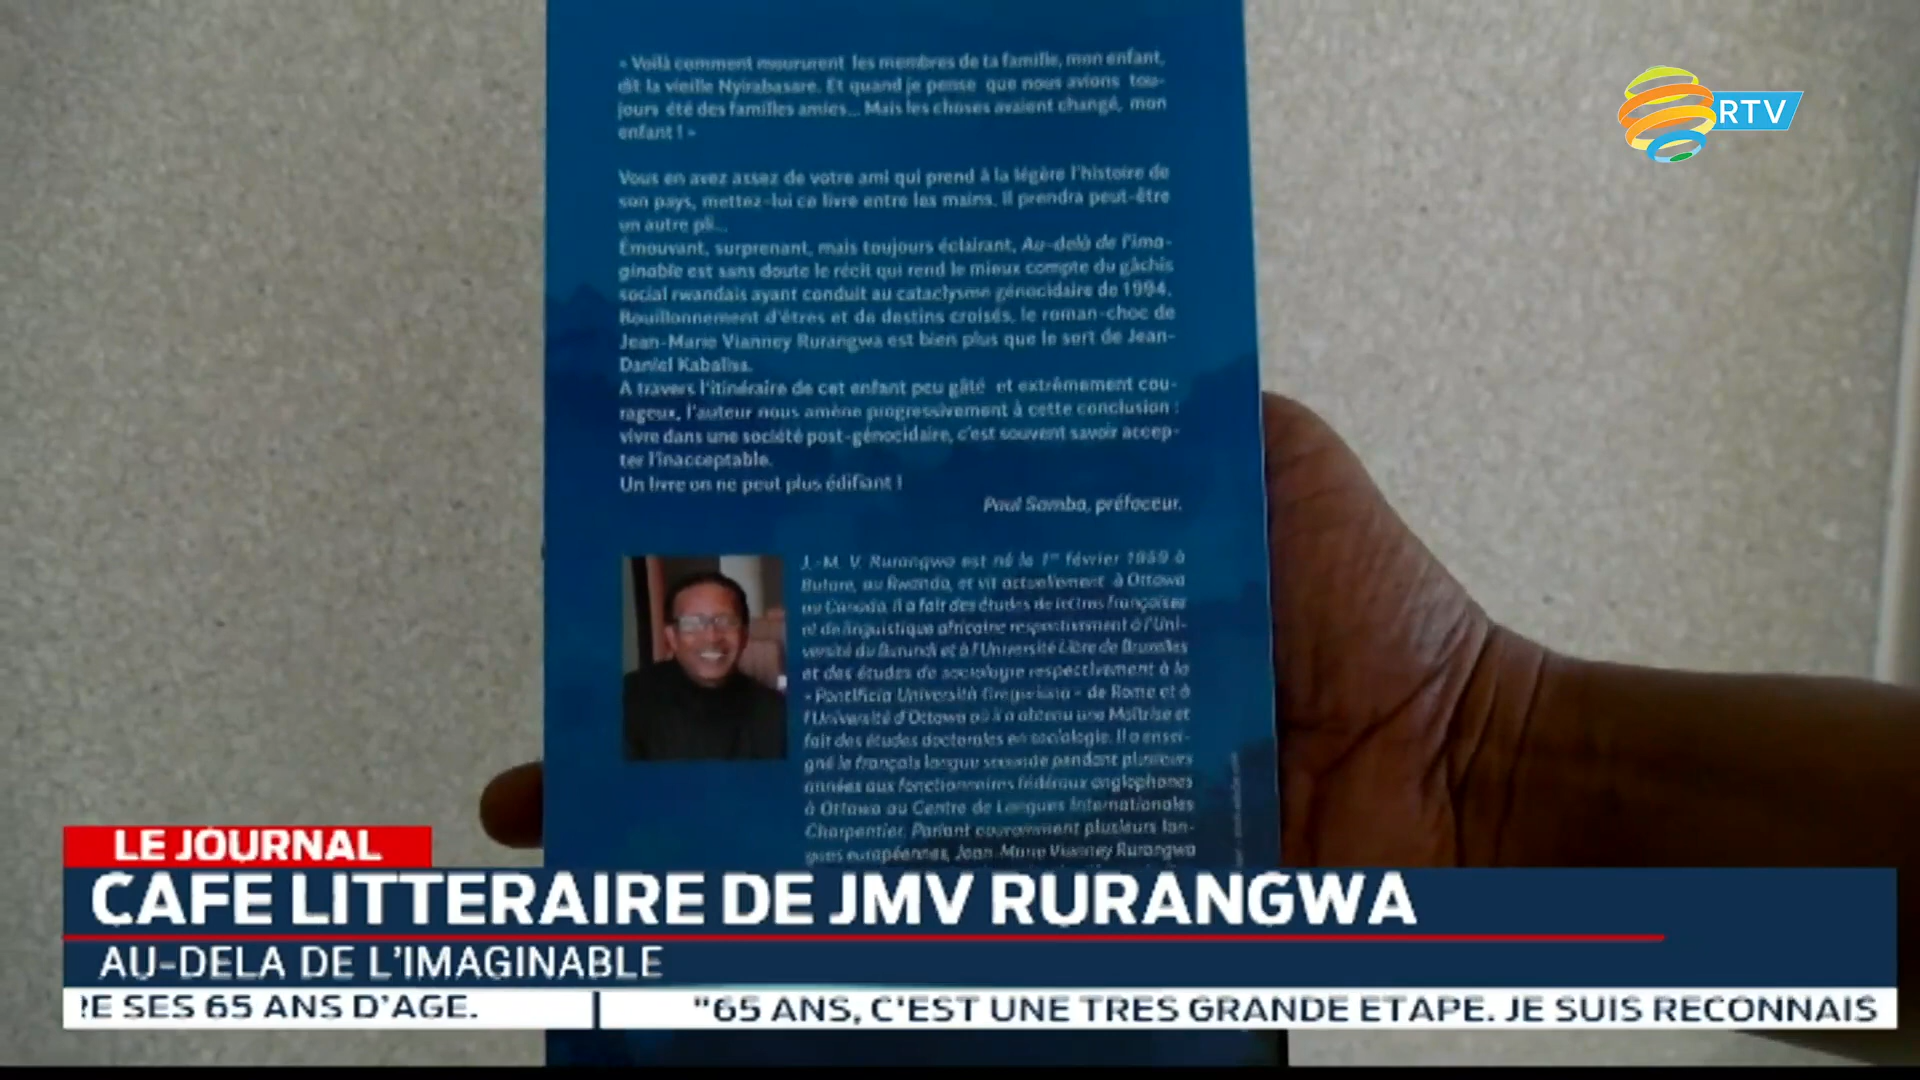 « Voilà comment moururent les membres de ta famille, mon enfant,
dit la vieille Nyirabasare. Et quand je pense que nous avions tou-
jours été des familles amies... Mais les choses avaient changé, mon
enfant ! »
Vous en avez assez de votre ami qui prend à la légère l'histoire de
son pays, mettez-lui ce livre entre les mains. Il prendra peut-être
un autre pli...
Émouvant, surprenant, mais toujours éclairant, Au-delà de l'ima-
ginable est sans doute le récit qui rend le mieux compte du gâchis
social rwandais ayant conduit au cataclysme génocidaire de 1994.
Bouillonnement d'êtres et de destins croisés, le roman-choc de
Jean-Marie Vianney Rurangwa est bien plus que le sort de Jean-
Daniel Kabalisa.
A travers l'itinéraire de cet enfant peu gâté et extrêmement cou-
rageux, l'auteur nous amène progressivement à cette conclusion :
vivre dans une société post-génocidaire, c'est souvent savoir accep-
ter l'inacceptable.
Un livre on ne peut plus édifiant !
Paul Samba, préfaceur.
J.-M. V. Rurangwa est né le 1er février 1959 à
Butare, au Rwanda, et vit actuellement à Ottawa
au Canada. Il a fait des études de lettres françaises
et de linguistique africaine respectivement à l'Uni-
versité du Burundi et à l'Université Libre de Bruxelles
et des études de sociologie respectivement à la
« Pontificia Università Gregoriana » de Rome et à
l'Université d'Ottawa où il a obtenu une Maîtrise et
fait des études doctorales en sociologie. Il a ensei-
gné le français langue seconde pendant plusieurs
années aux fonctionnaires fédéraux anglophones
à Ottawa au Centre de Langues Internationales
Charpentier. Parlant couramment plusieurs lan-
gues européennes, Jean-Marie Vianney Rurangwa
RTV
LE JOURNAL
CAFE LITTERAIRE DE JMV RURANGWA
AU-DELA DE L'IMAGINABLE
RE SES 65 ANS D'AGE. "65 ANS, C'EST UNE TRES GRANDE ETAPE. JE SUIS RECONNAIS